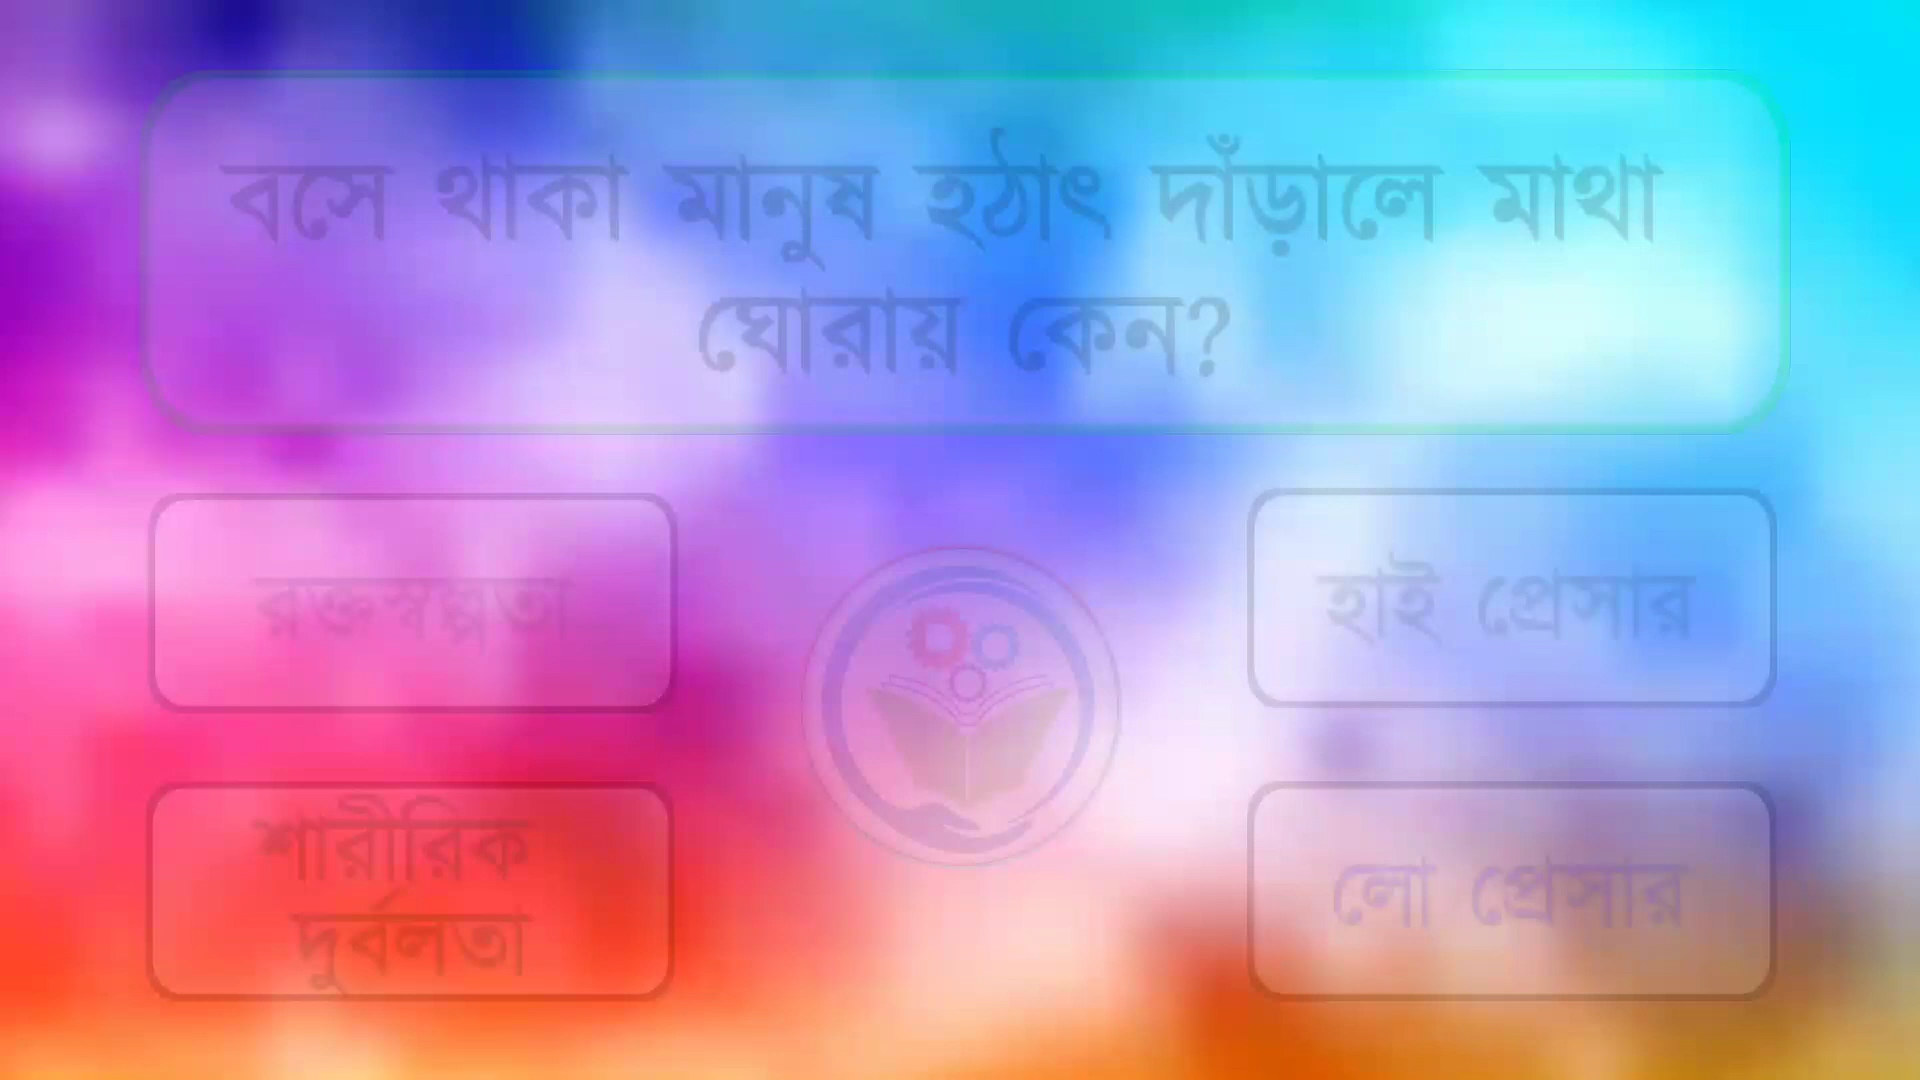 বসে থাকা মানুষ হঠাৎ দাঁড়ালে মাথা
ঘোরায় কেন?
রক্তস্বল্পতা
হাই প্রেসার
শারীরিক
দুর্বলতা
লো প্রেসার